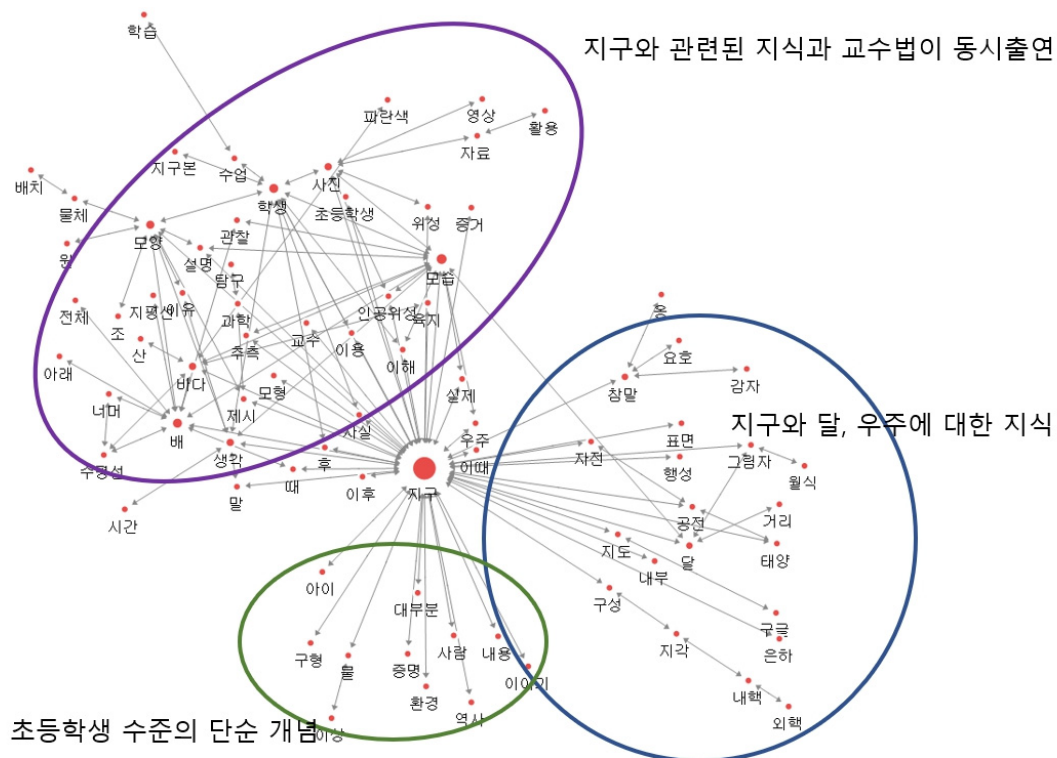 학습
지구와 관련된 지식과 교수법이 동시출연
파란색
영상
활용
자료
지구본
수업
사진
배치
학생
초등학생
물체
위성
증거
모양
관찰
원
설명
탐구
모습
전체
지평선
이유
인공위성
육지
조
과학
교수
산
추측
이용
이해
아래
바다
모형
실제
너머
제시
사실
배
우주
수평선
생각
후
이때
때
이후
지구
말
시간
용
요호
참말
감자
지구와 달, 우주에 대한 지식
표면
자전
행성
그림자
월식
공전
거리
지도
달
태양
내부
구성
구글
은하
지각
내핵
외핵
아이
대부분
구형
물
증명
사람
내용
이야기
환경
역사
초등학생 수준의 단순 개념
이상